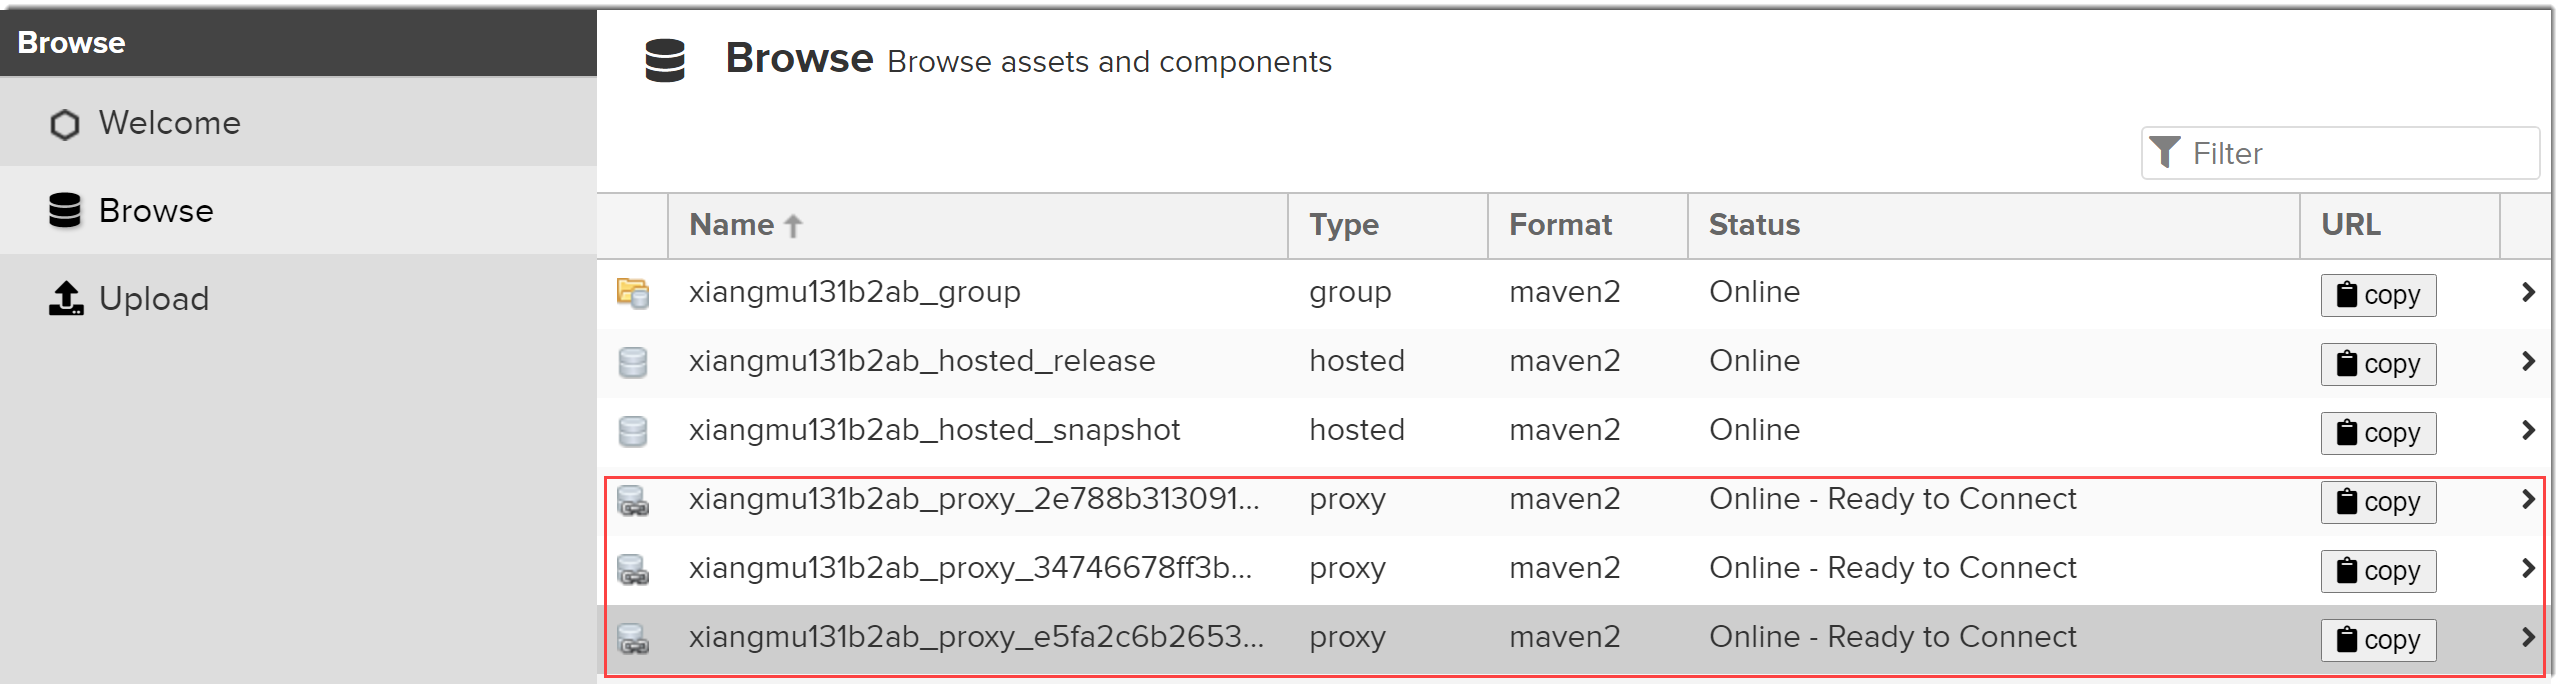 Browse
Welcome
Browse
Upload
Browse Browse assets and components
Filter
Name Type Format Status URL
xiangmu131b2ab_group group maven2 Online copy
xiangmu131b2ab_hosted_release hosted maven2 Online copy
xiangmu131b2ab_hosted_snapshot hosted maven2 Online copy
xiangmu131b2ab_proxy_2e788b313091... proxy maven2 Online - Ready to Connect copy
xiangmu131b2ab_proxy_34746678ff3b... proxy maven2 Online - Ready to Connect copy
xiangmu131b2ab_proxy_e5fa2c6b2653... proxy maven2 Online - Ready to Connect copy